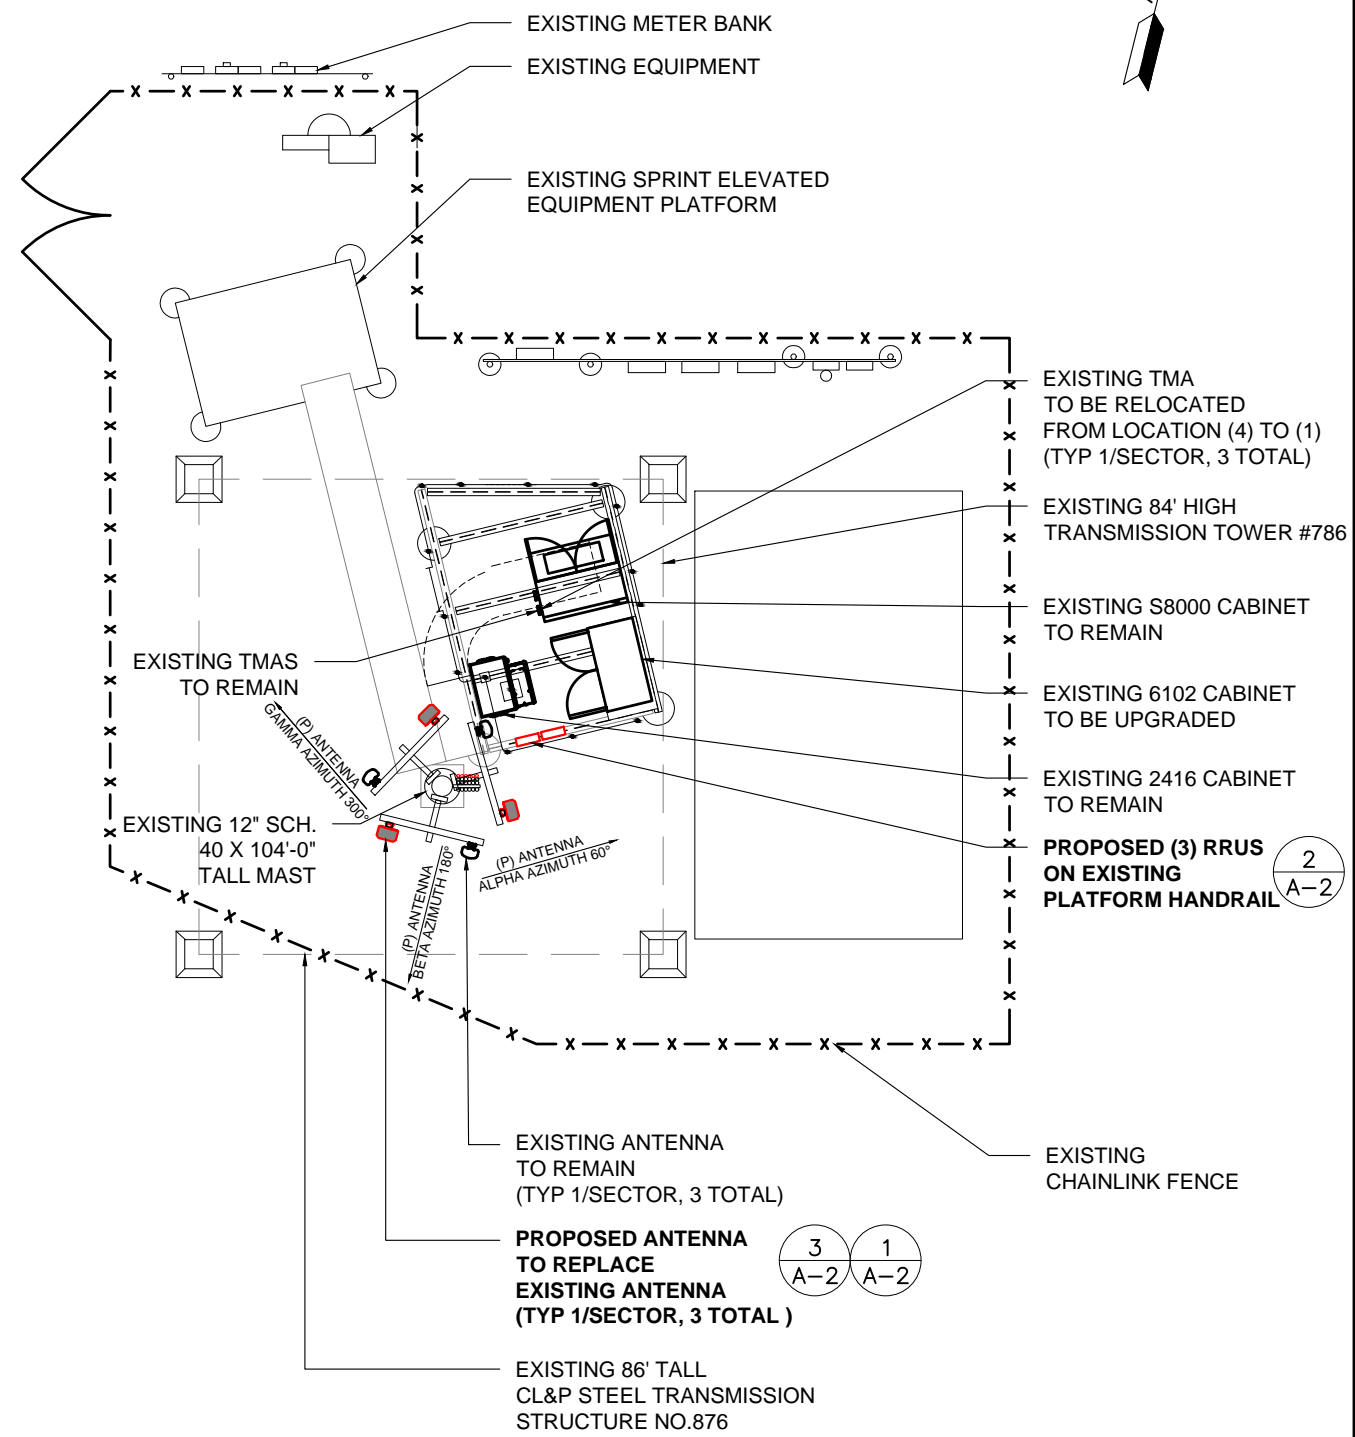 EXISTING METER BANK
EXISTING EQUIPMENT
EXISTING SPRINT ELEVATED
EQUIPMENT PLATFORM
EXISTING TMA
TO BE RELOCATED
FROM LOCATION (4) TO (1)
(TYP 1/SECTOR, 3 TOTAL)
EXISTING 84' HIGH
TRANSMISSION TOWER #786
EXISTING S8000 CABINET
TO REMAIN
EXISTING TMAS
TO REMAIN
EXISTING 6102 CABINET
TO BE UPGRADED
(P) ANTENNA
GAMMA AZIMUTH 300°
EXISTING 2416 CABINET
TO REMAIN
EXISTING 12" SCH.
40 X 104'-0"
TALL MAST
(P) ANTENNA
ALPHA AZIMUTH 60°
(P) ANTENNA
BETA AZIMUTH 180°
PROPOSED (3) RRUS
ON EXISTING
PLATFORM HANDRAIL
2
A-2
EXISTING ANTENNA
TO REMAIN
(TYP 1/SECTOR, 3 TOTAL)
EXISTING
CHAINLINK FENCE
PROPOSED ANTENNA
TO REPLACE
EXISTING ANTENNA
(TYP 1/SECTOR, 3 TOTAL )
3
A-2
1
A-2
EXISTING 86' TALL
CL&P STEEL TRANSMISSION
STRUCTURE NO.876